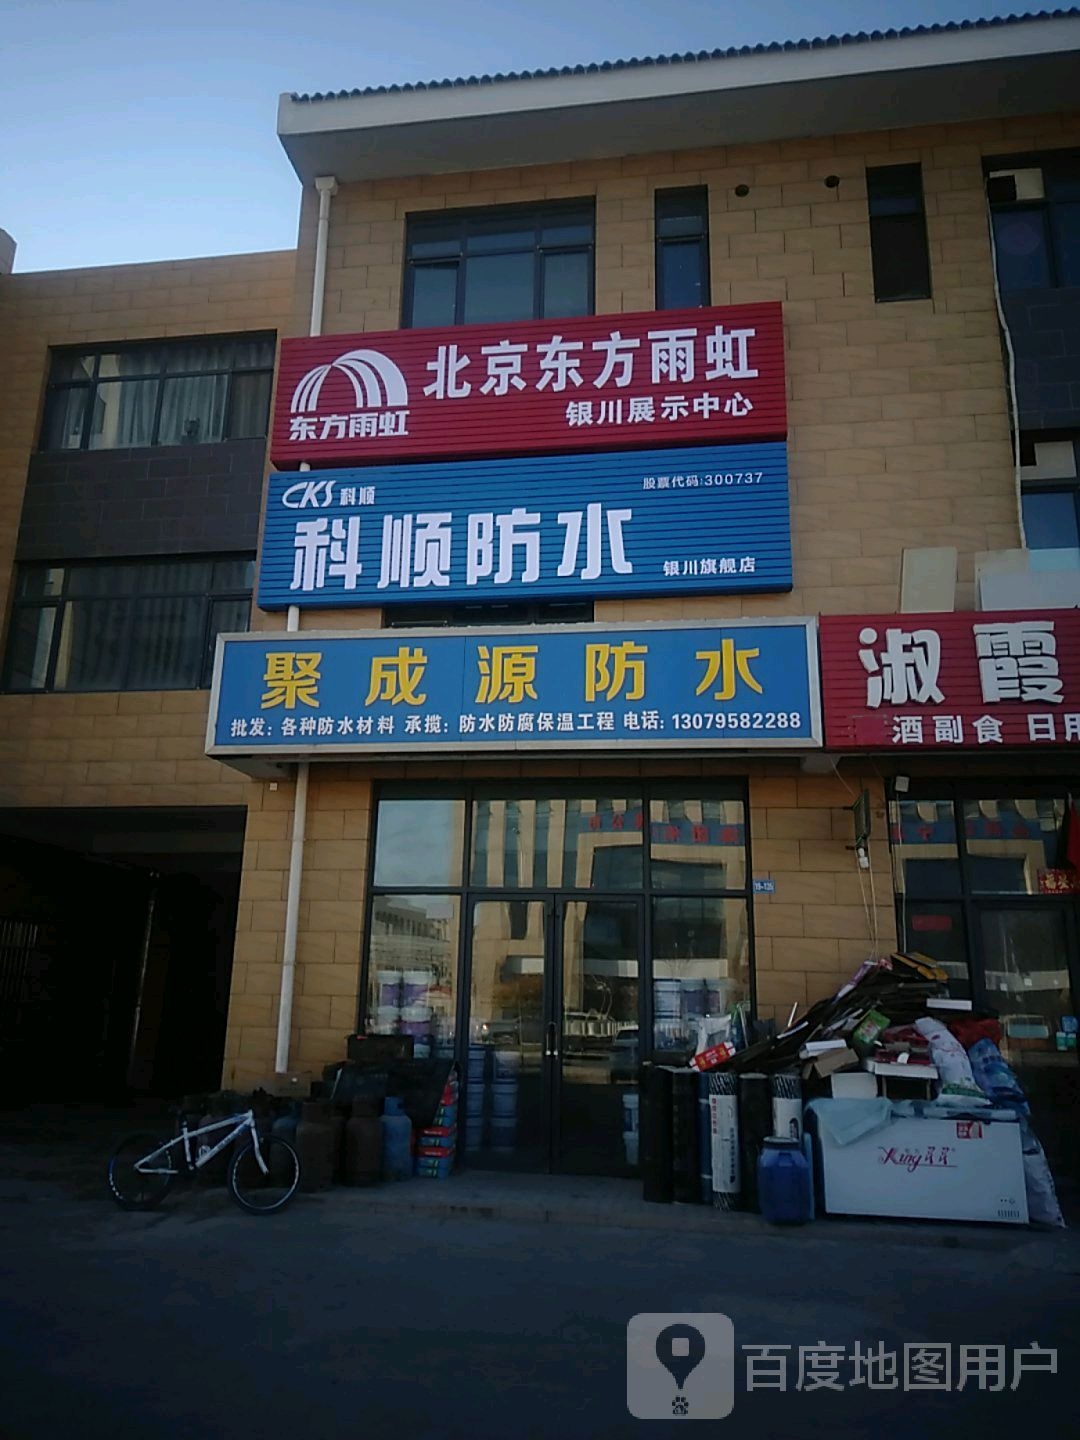 北京东方雨虹
东方雨虹
银川展示中心
CKS 科顺
股票代码:300737
科顺防水
银川旗舰店
聚成源防水
批发：各种防水材料 承揽：防水防腐保温工程 电话：13079582288
淑霞
酒副食 日用
19-135
Xing
百度地图用户